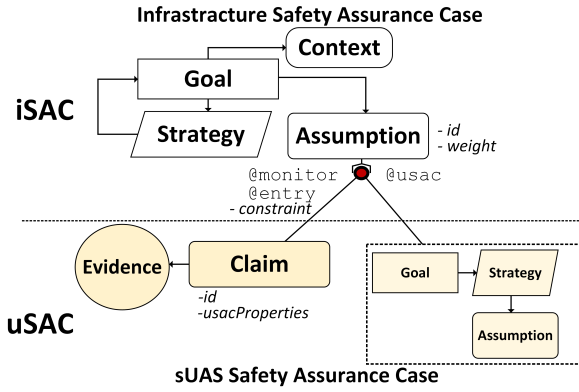 Infrastracture Safety Assurance Case
Context
Goal
iSAC
Strategy
Assumption
- id
- weight
@monitor
@usac
@entry
- constraint
Evidence
Claim
Goal
Strategy
-id
-usacProperties
uSAC
Assumption
sUAS Safety Assurance Case